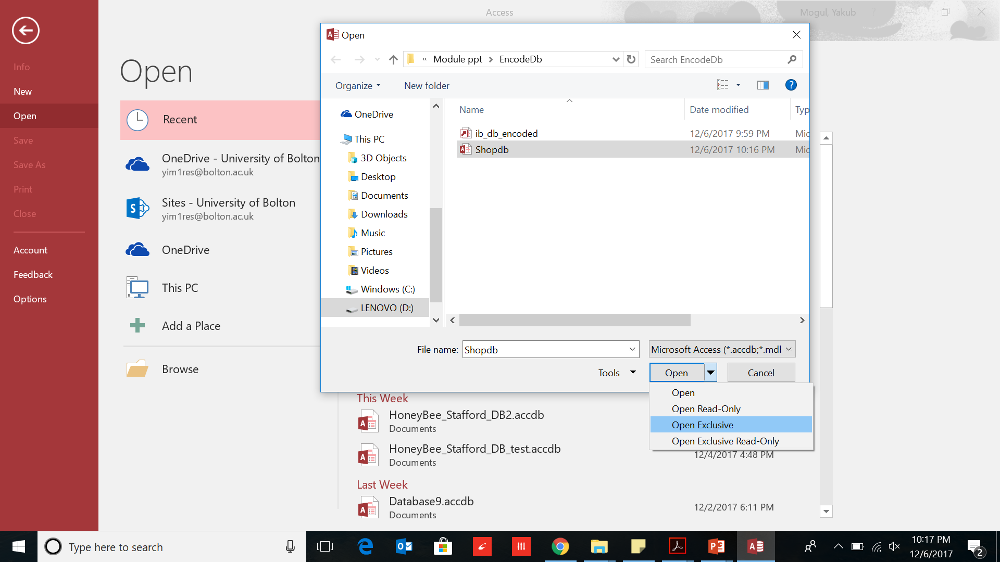 Access
Mogul, Yakub
?
Info
New
Open
Save
Save As
Print
Close
Account
Feedback
Options
Open
Recent
OneDrive - University of Bolton
yim1res@bolton.ac.uk
Sites - University of Bolton
yim1res@bolton.ac.uk
OneDrive
This PC
Add a Place
Browse
Open
« Module ppt > EncodeDb
Search EncodeDb
Organize
New folder
?
OneDrive
This PC
3D Objects
Desktop
Documents
Downloads
Music
Pictures
Videos
Windows (C:)
LENOVO (D:)
Name Date modified Typ
ib_db_encoded 12/6/2017 9:59 PM Mic
Shopdb 12/6/2017 10:16 PM Mic
File name: Shopdb
Microsoft Access (*.accdb;*.mdl
Tools
Open
Cancel
Open
Open Read-Only
Open Exclusive
Open Exclusive Read-Only
This Week
HoneyBee_Stafford_DB2.accdb
Documents
HoneyBee_Stafford_DB_test.accdb
Documents
12/4/2017 4:48 PM
Last Week
Database9.accdb
Documents
12/2/2017 6:11 PM
Type here to search
10:17 PM
12/6/2017
2